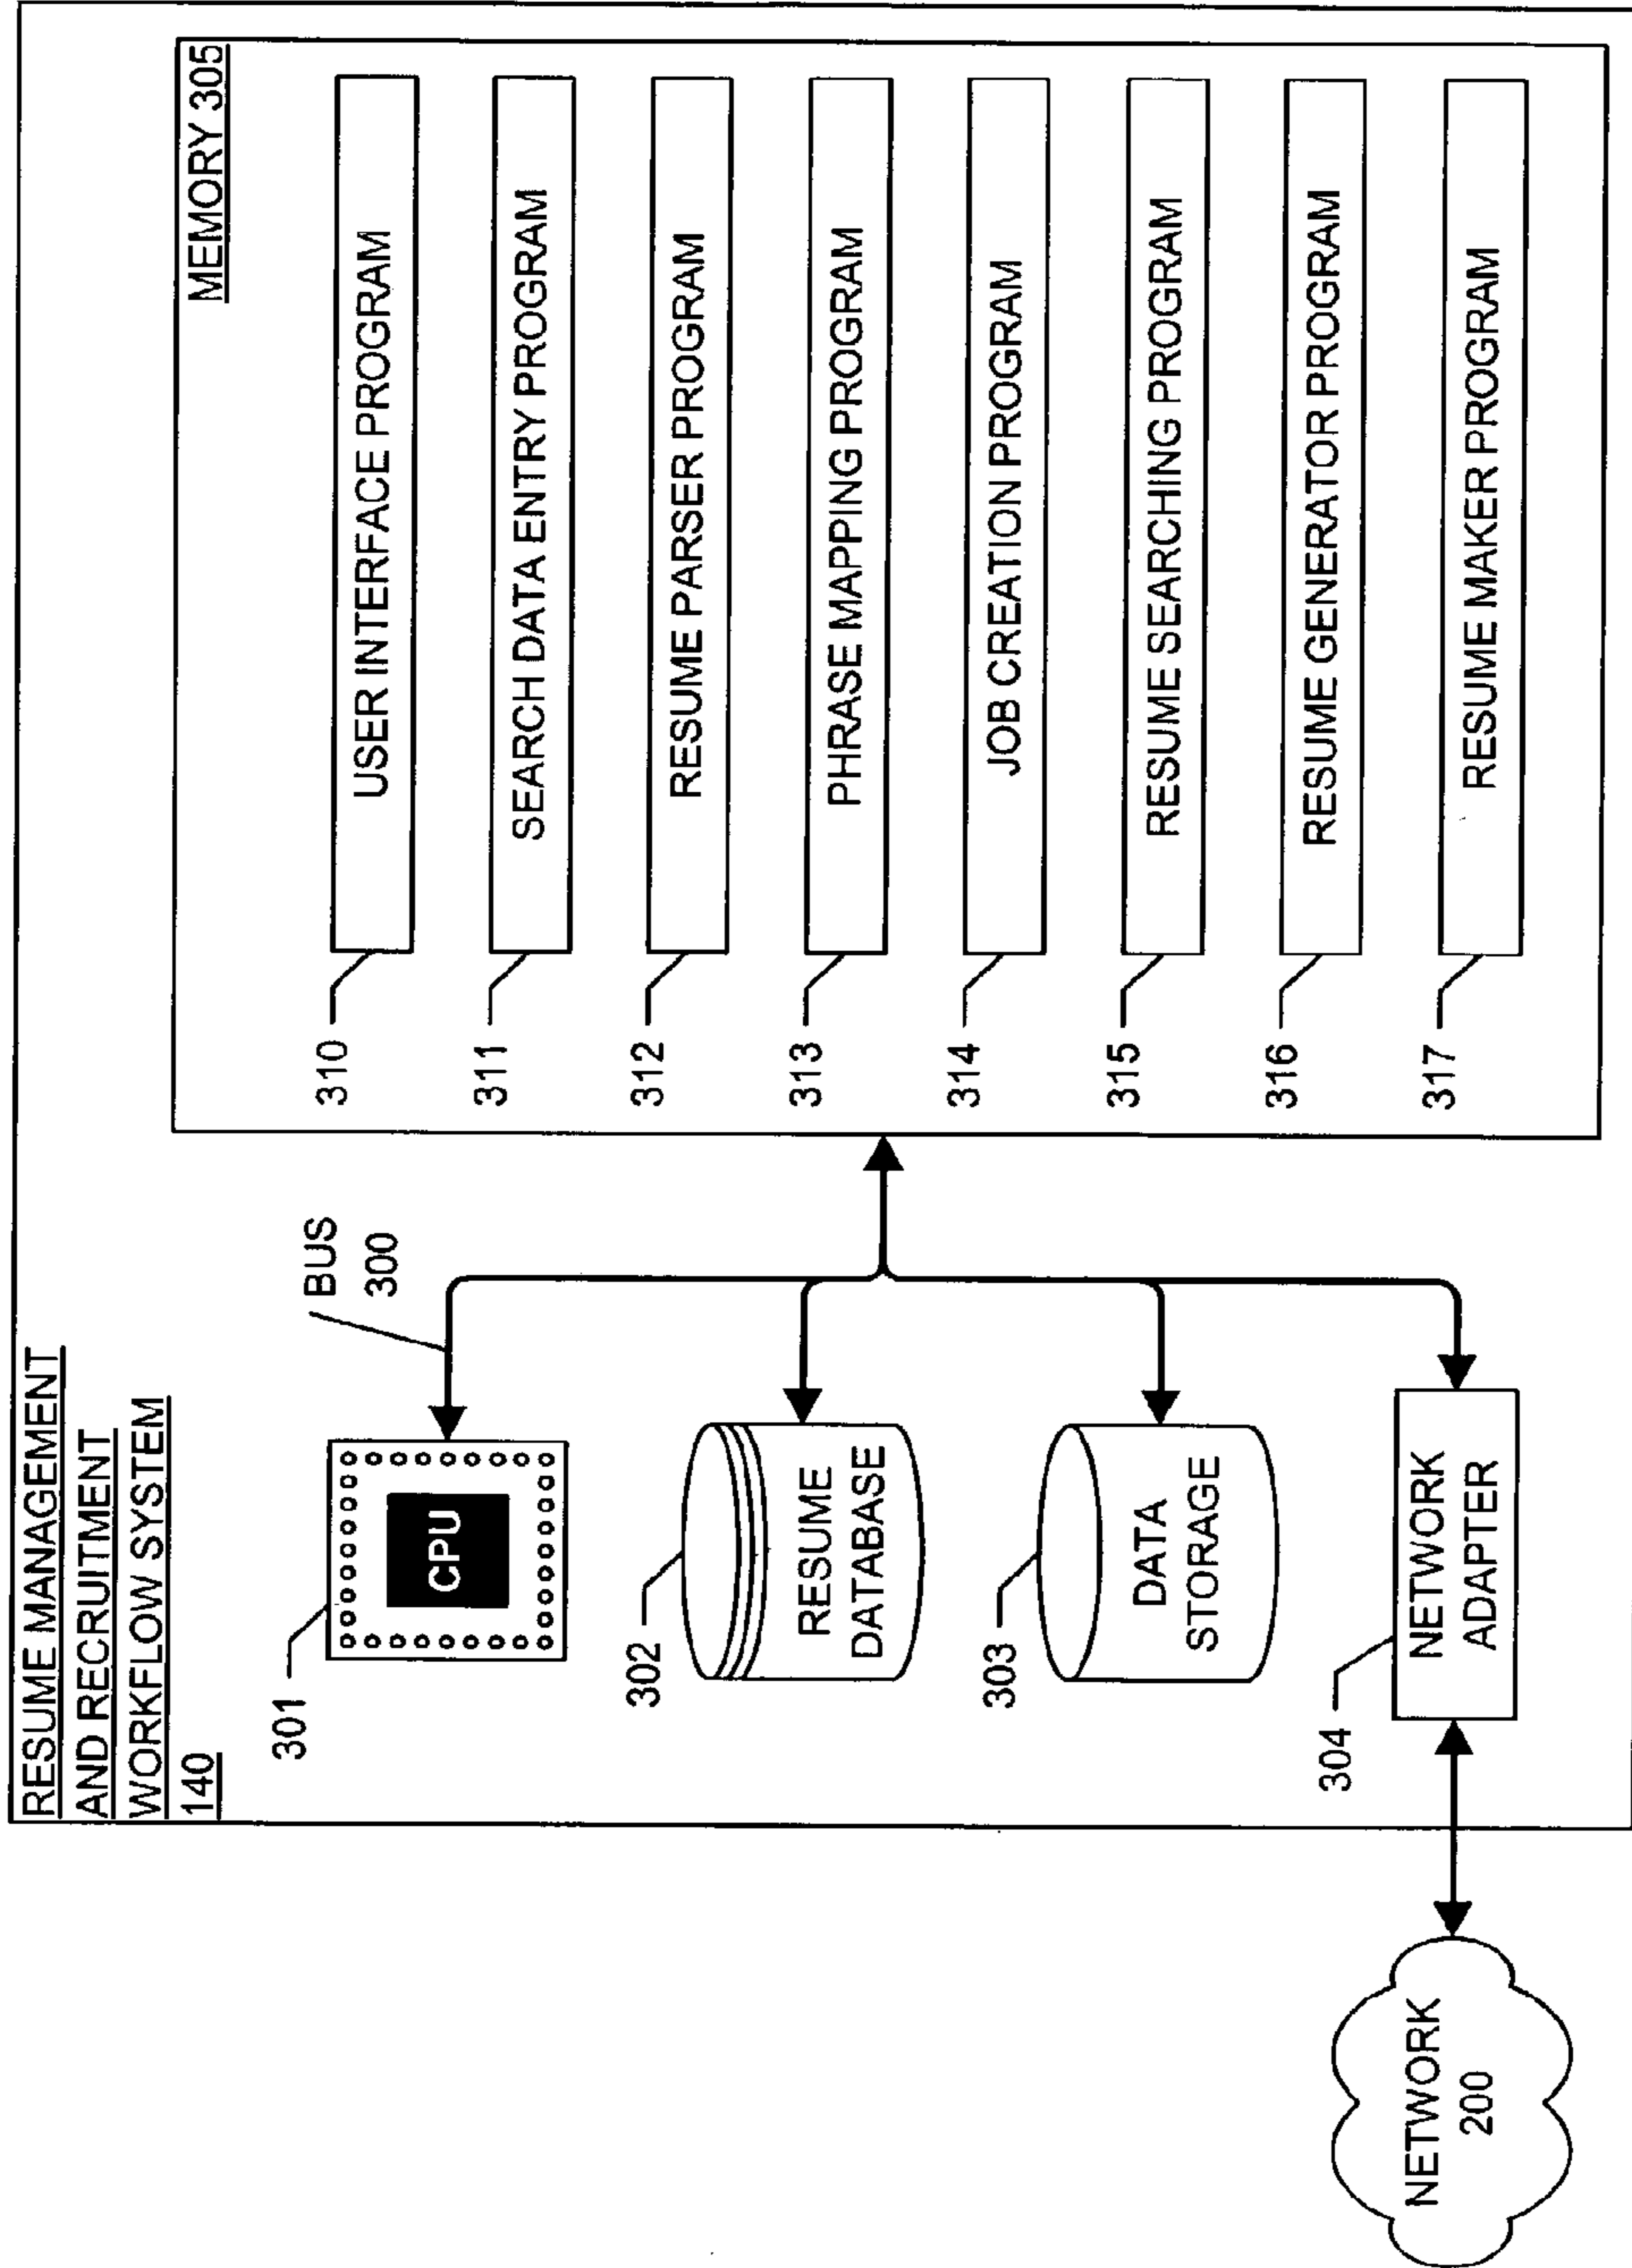 RESUME MANAGEMENT
AND RECRUITMENT
WORKFLOW SYSTEM
140
301
CPU
BUS
300
302
RESUME
DATABASE
303
DATA
STORAGE
304
NETWORK
ADAPTER
NETWORK
200
MEMORY 305
310
USER INTERFACE PROGRAM
311
SEARCH DATA ENTRY PROGRAM
312
RESUME PARSER PROGRAM
313
PHRASE MAPPING PROGRAM
314
JOB CREATION PROGRAM
315
RESUME SEARCHING PROGRAM
316
RESUME GENERATOR PROGRAM
317
RESUME MAKER PROGRAM